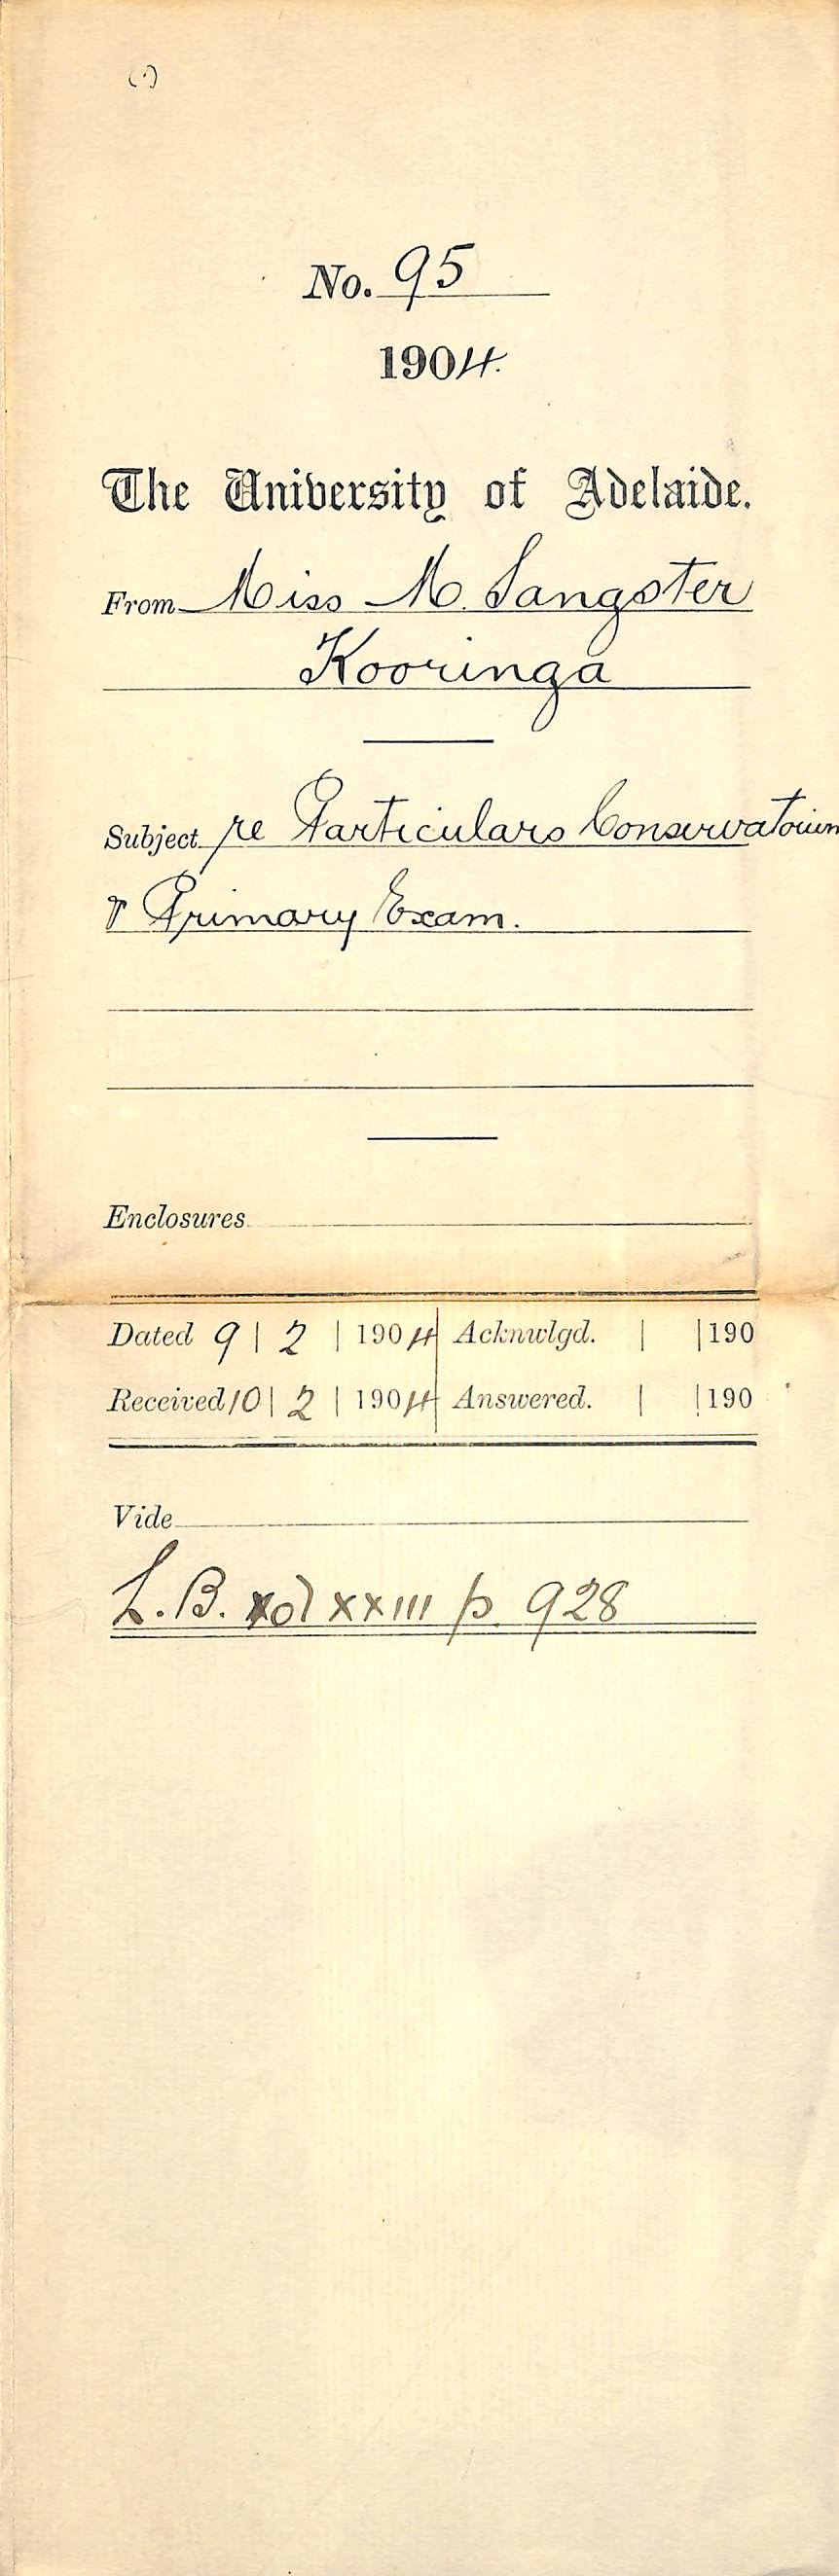 (1)
No. 95
1904.
The University of Adelaide.
From Miss M. Sangster
Kooringa
Subject re Particulars Conservatorium
& Primary Exam.
Enclosures
Dated 9 | 2 | 1904 Acknwlgd. | | 190
Received 10 | 2 | 1904 Answered. | | 190
Vide
L.B. vol xxiii p. 928